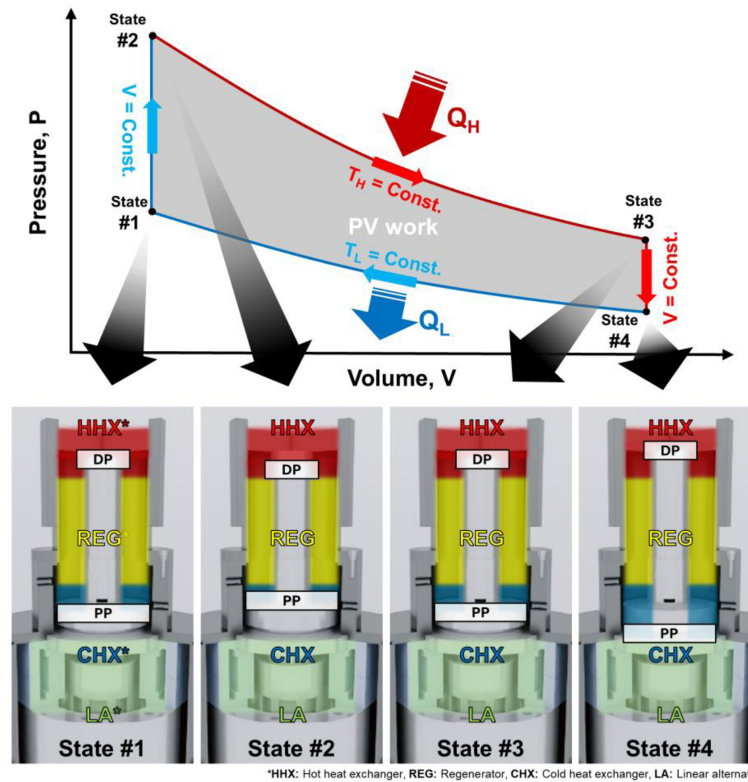 State
#2
Pressure, P
V = Const.
Q_H
T_H = Const.
State
#1
PV work
State
#3
T_L = Const.
V = Const.
Q_L
State
#4
Volume, V
HHX* HHX HHX HHX
DP DP DP DP
REG* REG REG REG
PP PP PP PP
CHX* CHX CHX CHX
LA* LA LA LA
State #1 State #2 State #3 State #4
*HHX: Hot heat exchanger, REG: Regenerator, CHX: Cold heat exchanger, LA: Linear alterna